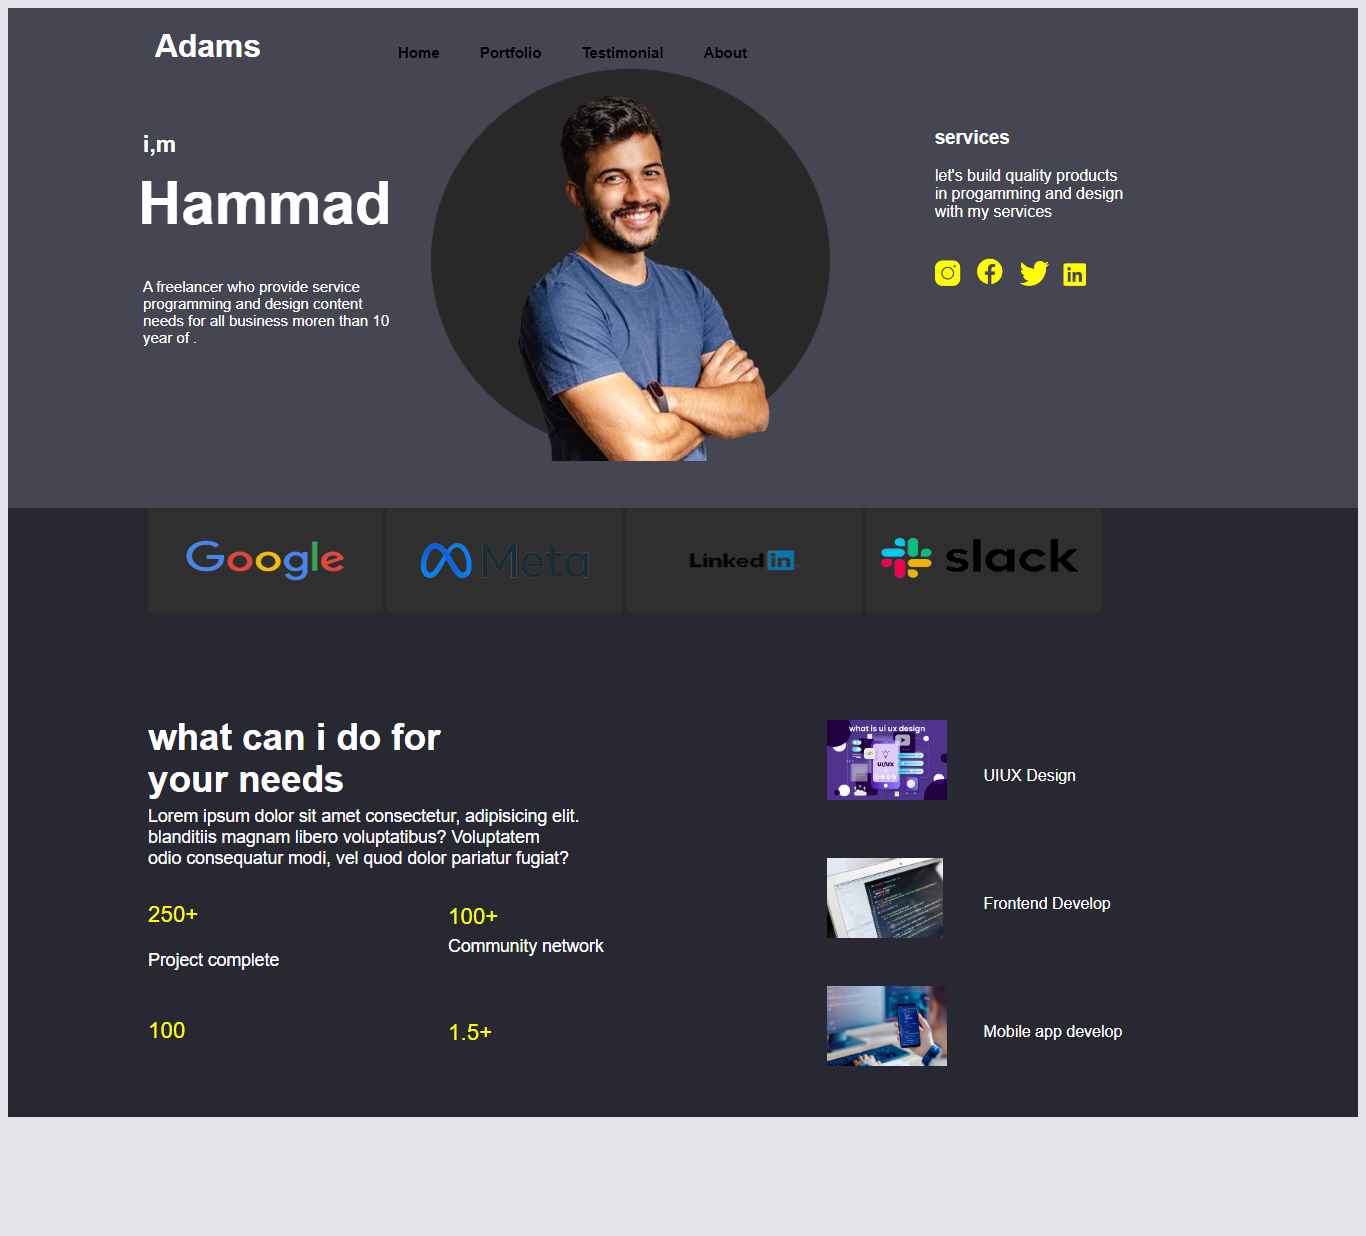 Adams
Home Portfolio Testimonial About
i,m
Hammad
A freelancer who provide service
programming and design content
needs for all business moren than 10
year of .
services
let's build quality products
in progamming and design
with my services
in
Google
Meta
Linked in
slack
what can i do for
your needs
Lorem ipsum dolor sit amet consectetur, adipisicing elit.
blanditiis magnam libero voluptatibus? Voluptatem
odio consequatur modi, vel quod dolor pariatur fugiat?
250+
Project complete
100+
Community network
100
1.5+
what is ui ux design
UI/UX
UIUX Design
Frontend Develop
Mobile app develop